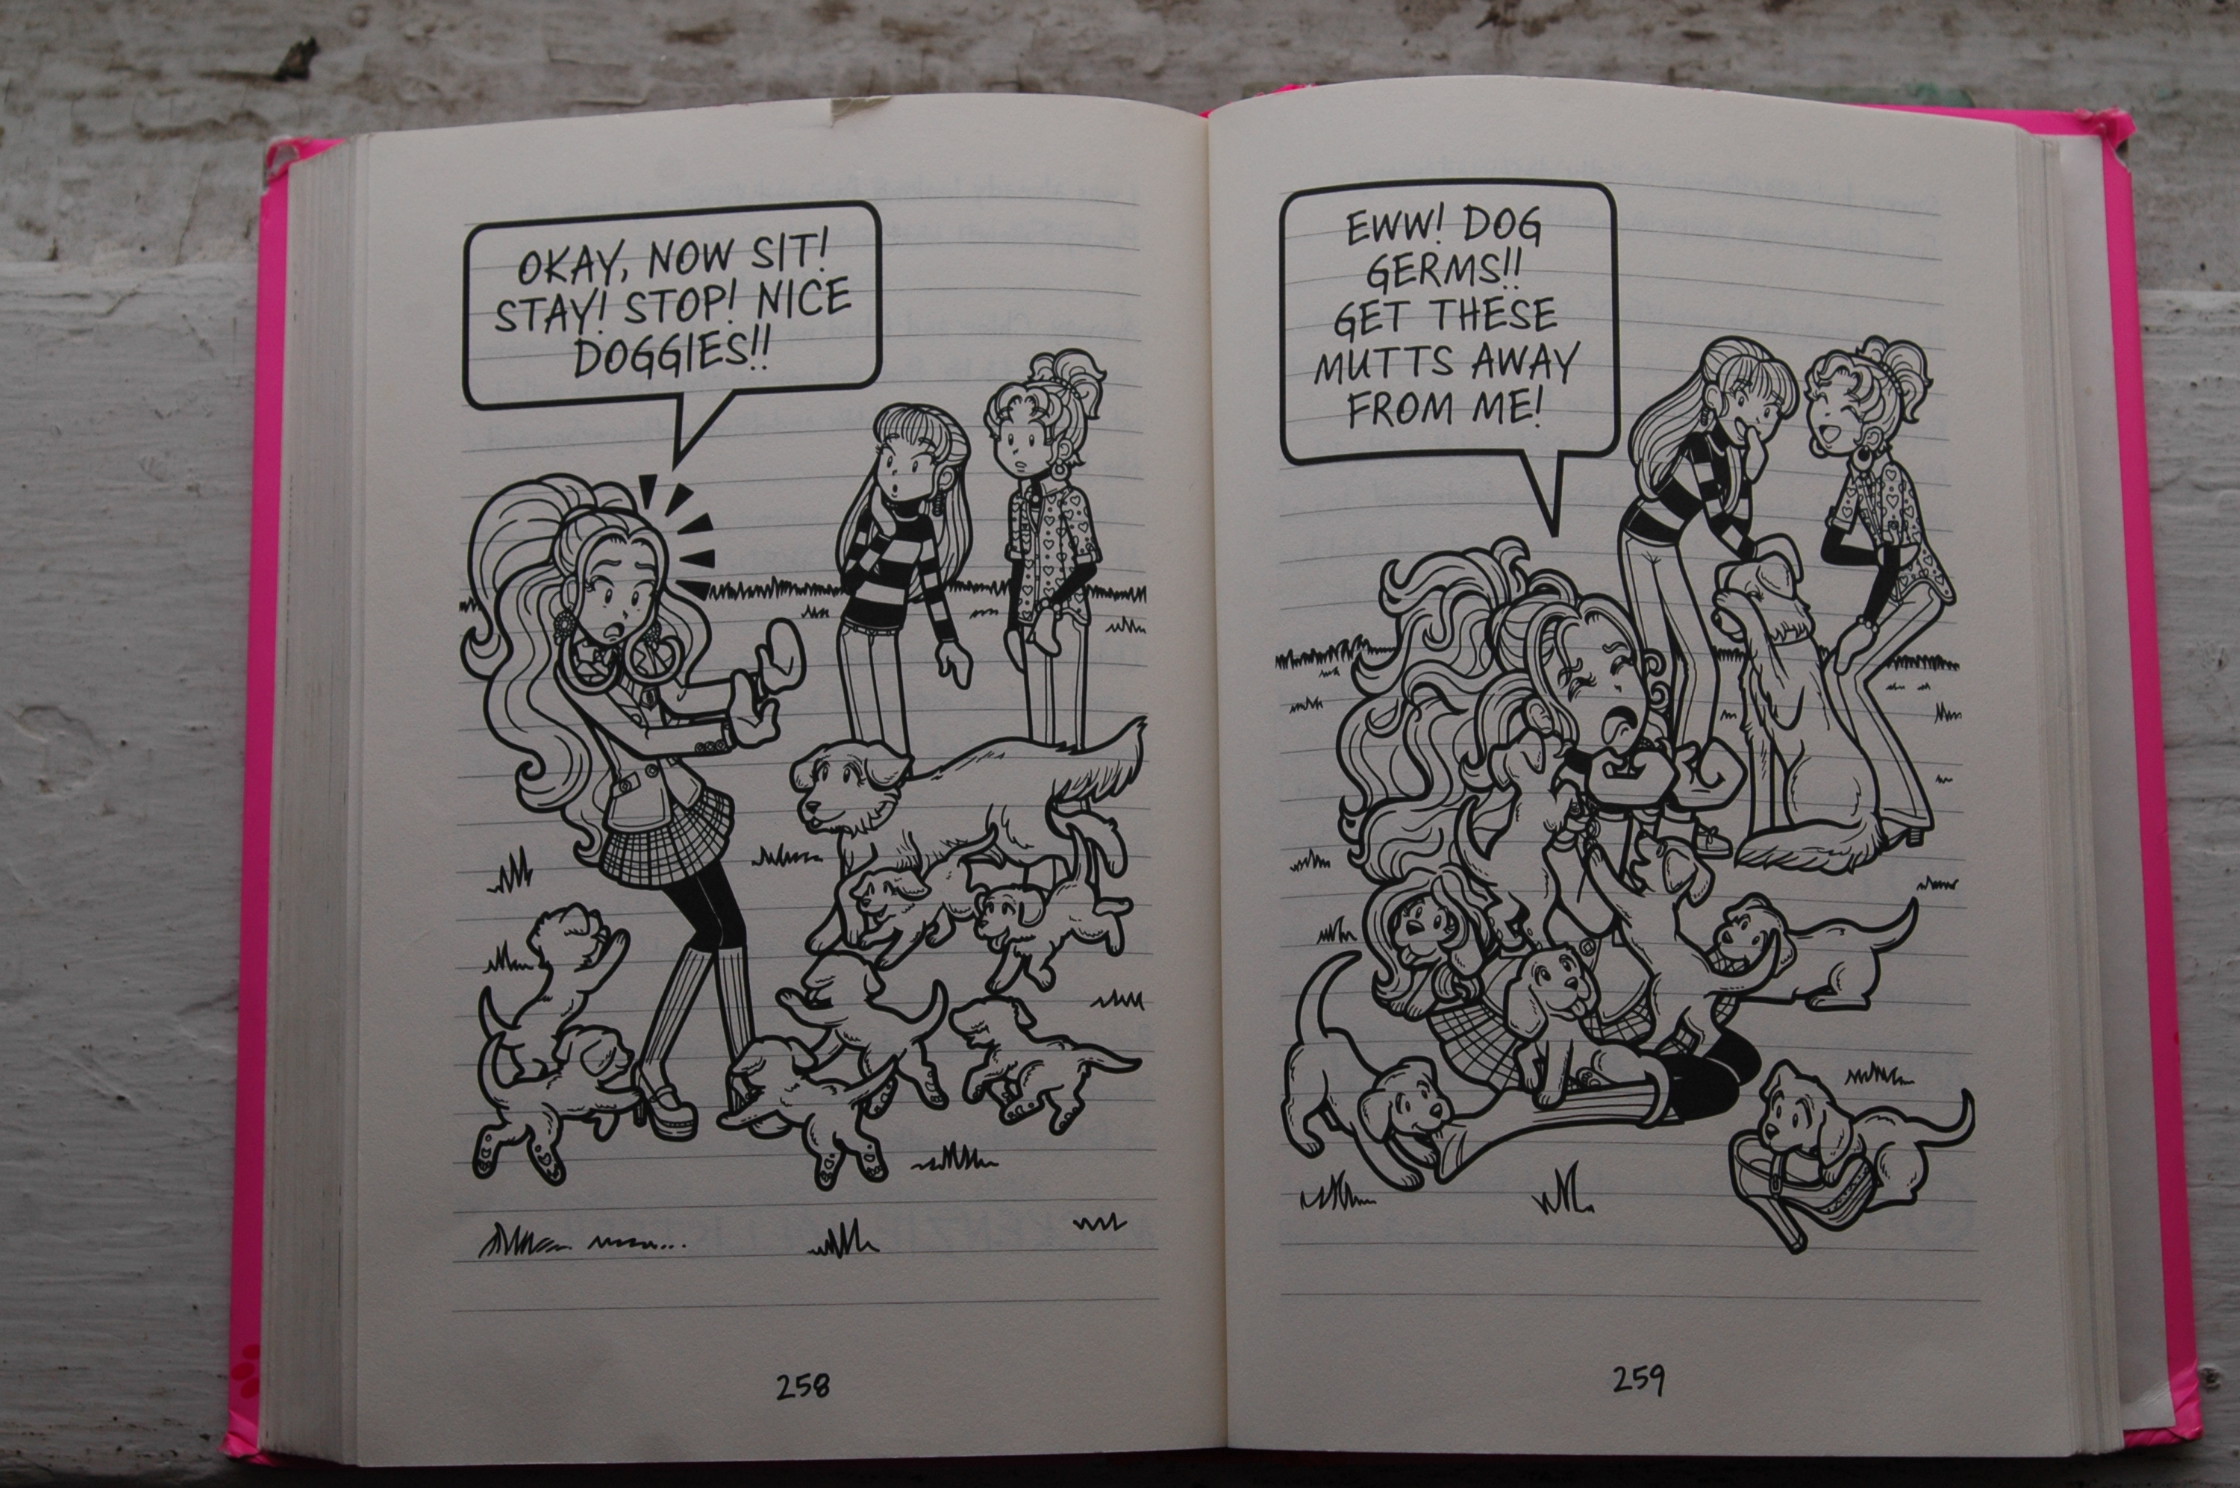 OKAY, NOW SIT!
STAY! STOP! NICE
DOGGIES!!
258
EWW! DOG
GERMS!!
GET THESE
MUTTS AWAY
FROM ME!
259